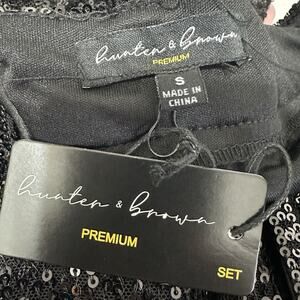 hunter & brown
PREMIUM
S
MADE IN
CHINA
hunter & brown
PREMIUM
SET